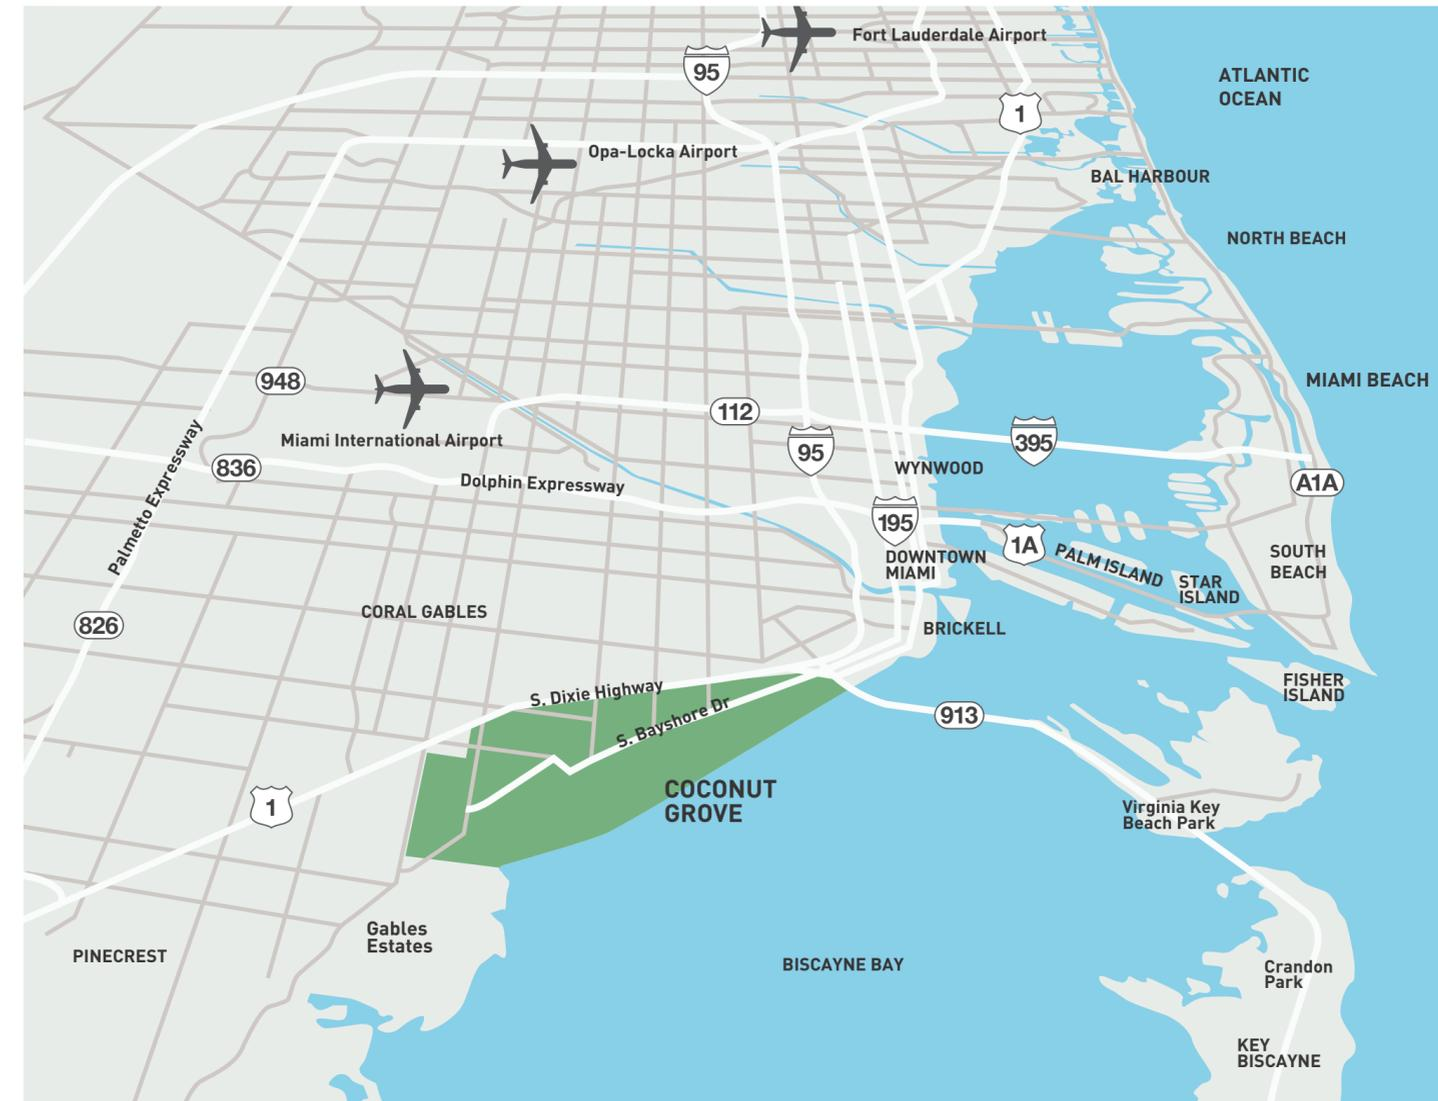 Fort Lauderdale Airport
95
ATLANTIC
OCEAN
1
Opa-Locka Airport
BAL HARBOUR
NORTH BEACH
948
MIAMI BEACH
112
Miami International Airport
395
95
836
WYNWOOD
Dolphin Expressway
A1A
Palmetto Expressway
195
1A
DOWNTOWN
MIAMI
PALM ISLAND
SOUTH
BEACH
STAR
ISLAND
CORAL GABLES
826
BRICKELL
FISHER
ISLAND
S. Dixie Highway
913
S. Bayshore Dr
COCONUT
GROVE
1
Virginia Key
Beach Park
Gables
Estates
PINECREST
BISCAYNE BAY
Crandon
Park
KEY
BISCAYNE